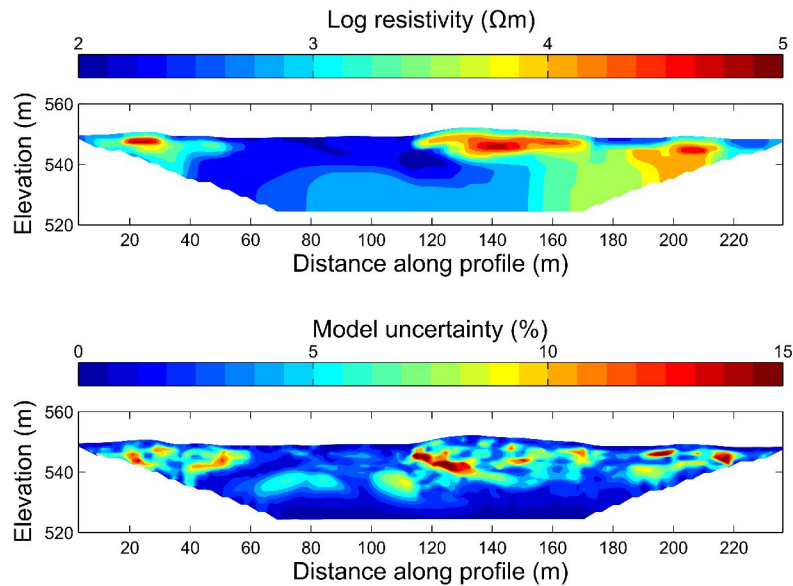 Log resistivity (Ωm)
2 3 4 5
Elevation (m)
560
540
520
20 40 60 80 100 120 140 160 180 200 220
Distance along profile (m)
Model uncertainty (%)
0 5 10 15
Elevation (m)
560
540
520
20 40 60 80 100 120 140 160 180 200 220
Distance along profile (m)